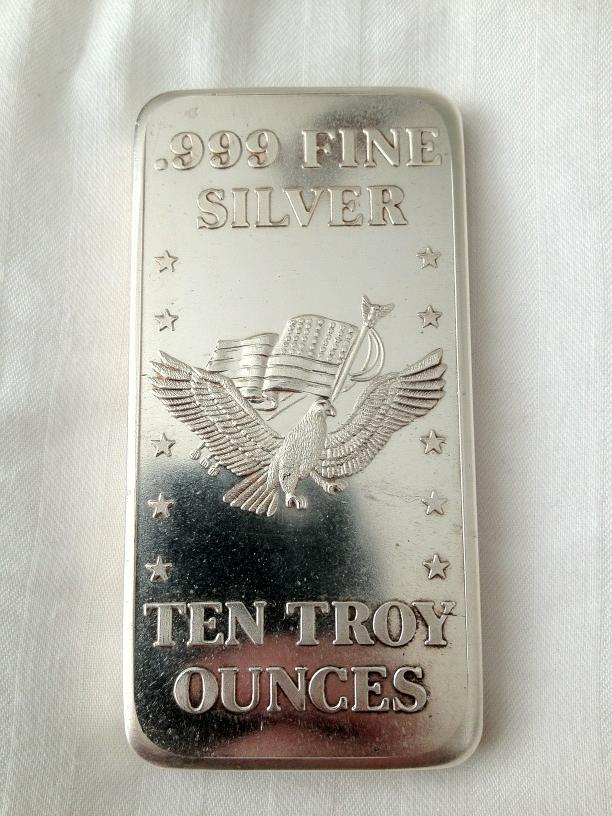 .999 FINE
SILVER
TEN TROY
OUNCES